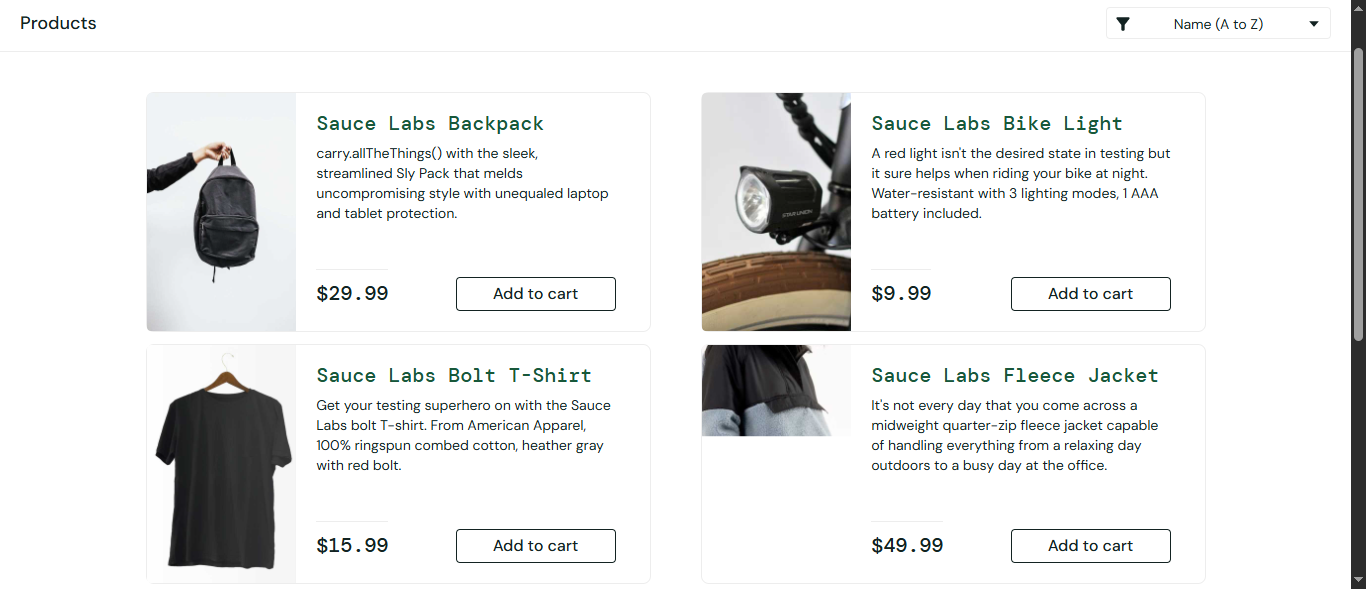 Products
Name (A to Z)
Sauce Labs Backpack
carry.allTheThings() with the sleek,
streamlined Sly Pack that melds
uncompromising style with unequaled laptop
and tablet protection.
$29.99
Add to cart
Sauce Labs Bike Light
A red light isn't the desired state in testing but
it sure helps when riding your bike at night.
Water-resistant with 3 lighting modes, 1 AAA
battery included.
STAR UNION
$9.99
Add to cart
Sauce Labs Bolt T-Shirt
Get your testing superhero on with the Sauce
Labs bolt T-shirt. From American Apparel,
100% ringspun combed cotton, heather gray
with red bolt.
$15.99
Add to cart
Sauce Labs Fleece Jacket
It's not every day that you come across a
midweight quarter-zip fleece jacket capable
of handling everything from a relaxing day
outdoors to a busy day at the office.
$49.99
Add to cart